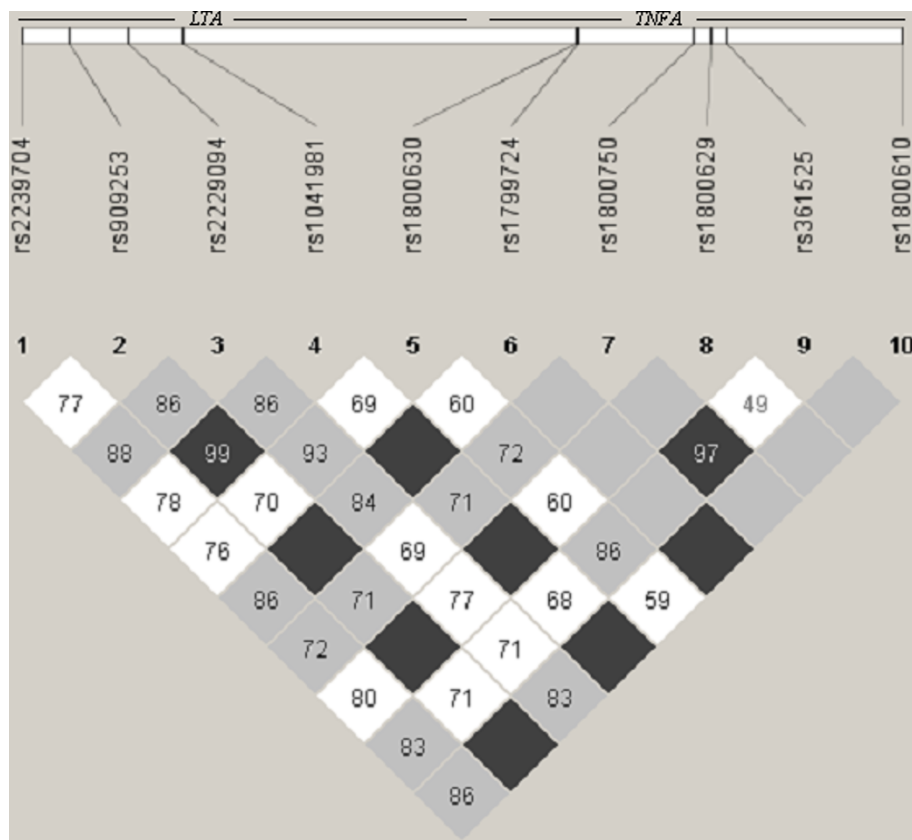 LTA TNFA
rs2239704
rs909253
rs2229094
rs1041981
rs1800630
rs1799724
rs1800750
rs1800629
rs361525
rs1800610
1 2 3 4 5 6 7 8 9 10
77 86 86 69 60 49
88 99 93 72 97
78 70 84 71 60
76 69 86
86 71 77 68 59
72 71
80 71 83
83
86